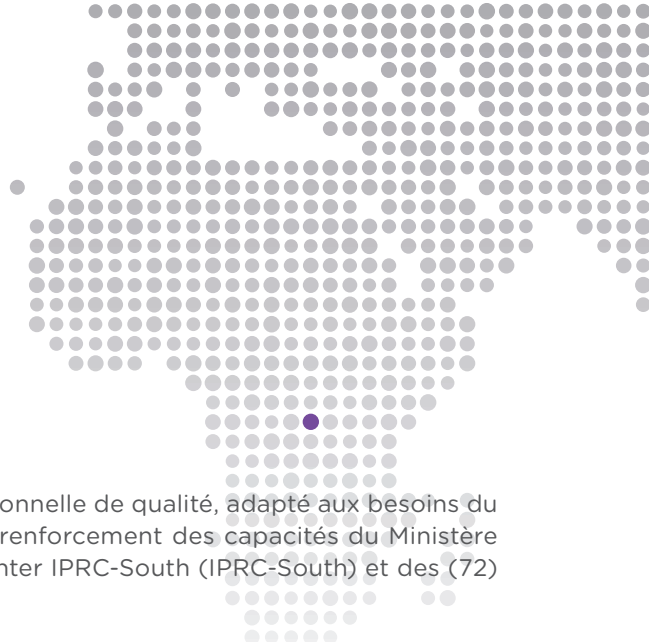 onnelle de qualité, adapté aux besoins du
renforcement des capacités du Ministère
nter IPRC-South (IPRC-South) et des (72)